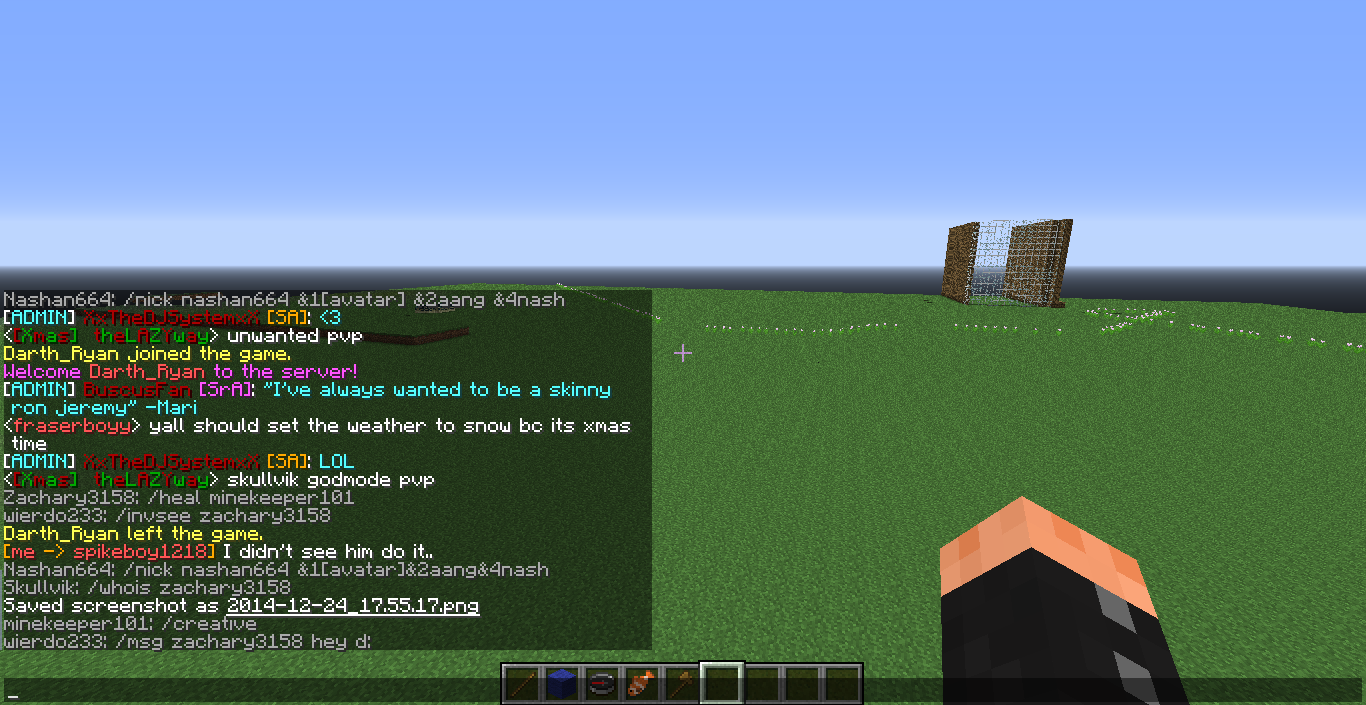 Nashan664: /nick nashan664 &1[avatar] &2aang &4nash
[ADMIN] XxTheDJSystemxX [SA]: <3
<[Xmas] theLAZYway> unwanted pvp
Darth_Ryan joined the game.
Welcome Darth_Ryan to the server!
[ADMIN] BuscusFan [SrA]: "I've always wanted to be a skinny
ron jeremy" -Mari
<fraserboyy> yall should set the weather to snow bc its xmas
time
[ADMIN] XxTheDJSystemxX [SA]: LOL
<[Xmas] theLAZYway> skullvik godmode pvp
Zachary3158: /heal minekeeper101
wierdo233: /invsee zachary3158
Darth_Ryan left the game.
[me -> spikeboy1218] I didn't see him do it..
Nashan664: /nick nashan664 &1[avatar]&2aang&4nash
Skullvik: /whois zachary3158
Saved screenshot as 2014-12-24_17.55.17.png
minekeeper101: /creative
wierdo233: /msg zachary3158 hey d:
_